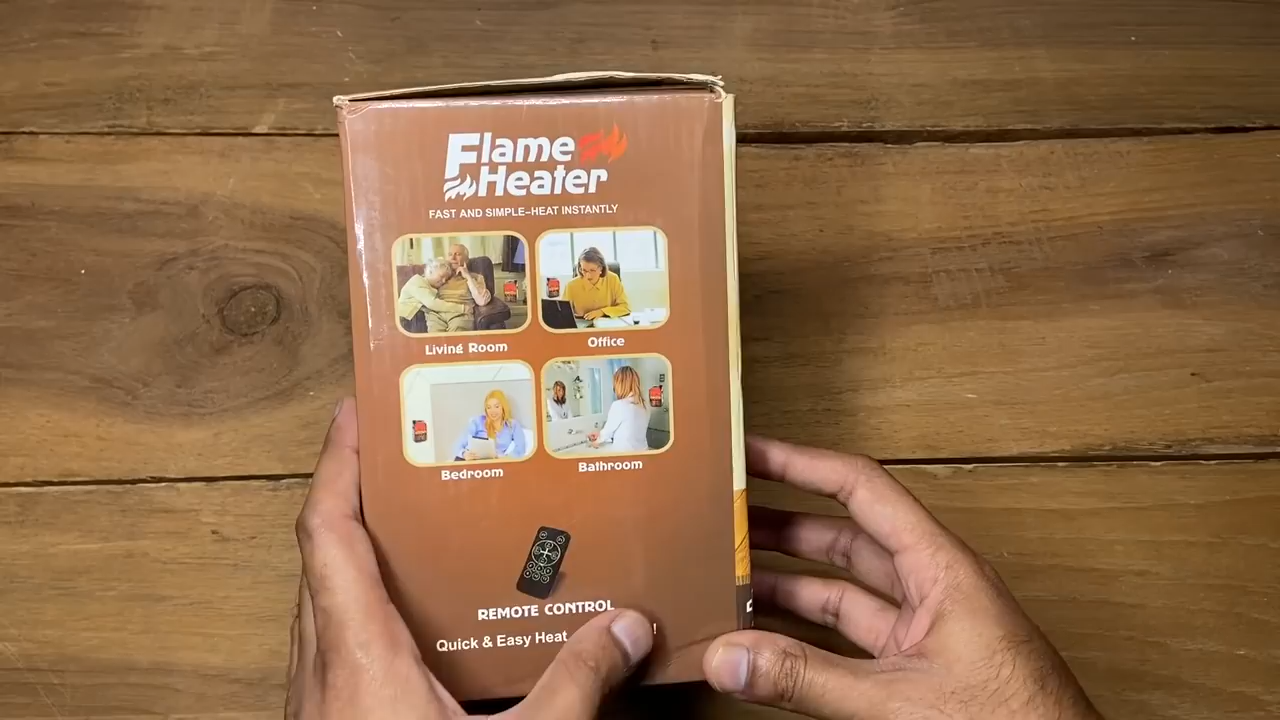 Flame
Heater
FAST AND SIMPLE-HEAT INSTANTLY
Living Room
Office
Bedroom
Bathroom
REMOTE CONTROL
Quick & Easy Heat !